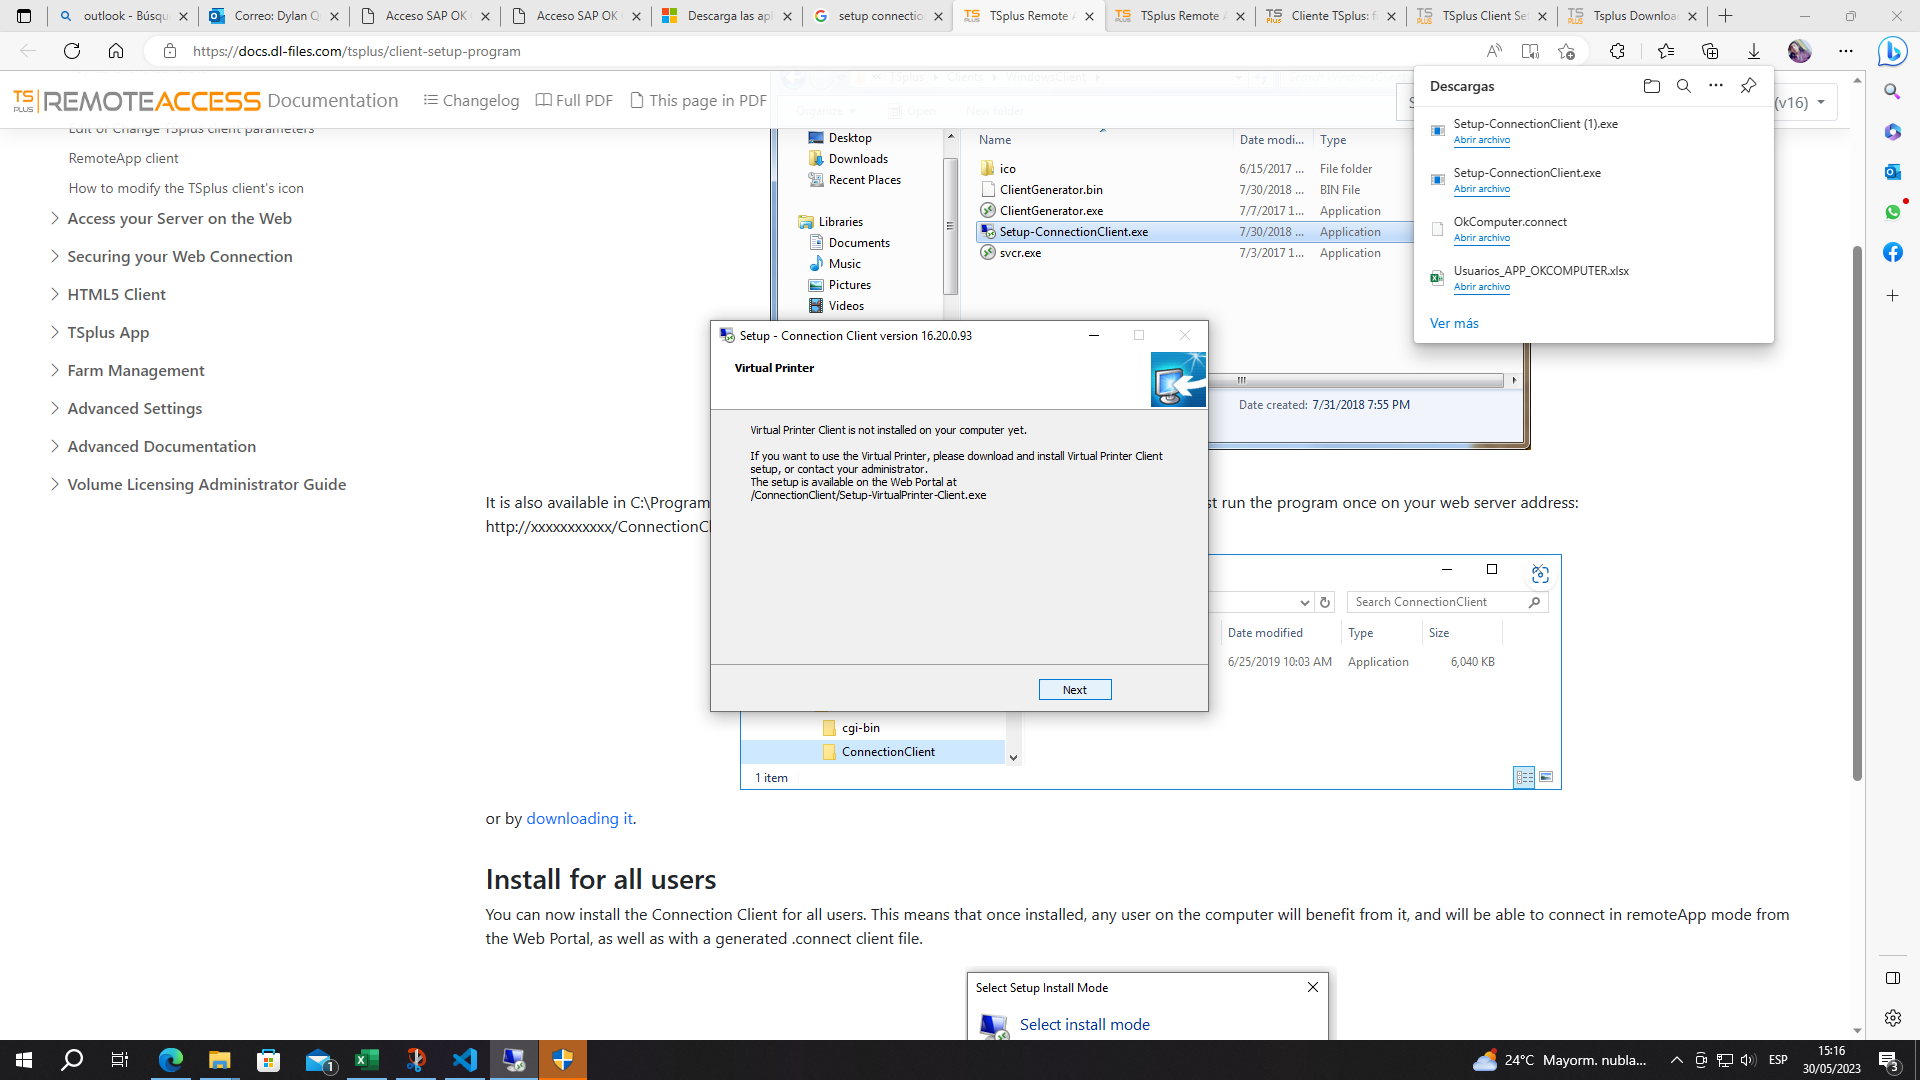 outlook - Búsqu
Correo: Dylan Q
Acceso SAP OK
Acceso SAP OK
Descarga las apl
setup connection
TSplus Remote A
TSplus Remote A
Cliente TSplus: f
TSplus Client Se
Tsplus Downloa
https://docs.dl-files.com/tsplus/client-setup-program
TS PLUS | REMOTEACCESS Documentation
Changelog
Full PDF
This page in PDF
(v16)
Edit or Change TSplus client parameters
RemoteApp client
How to modify the TSplus client's icon
Access your Server on the Web
Securing your Web Connection
HTML5 Client
TSplus App
Farm Management
Advanced Settings
Advanced Documentation
Volume Licensing Administrator Guide
TSplus Clients WindowsClient
Organize Open New folder
Desktop
Downloads
Recent Places
Libraries
Documents
Music
Pictures
Videos
Name Date modi... Type
ico 6/15/2017 ... File folder
ClientGenerator.bin 7/30/2018 ... BIN File
ClientGenerator.exe 7/7/2017 1... Application
Setup-ConnectionClient.exe 7/30/2018 ... Application
svcr.exe 7/3/2017 1... Application
Date created: 7/31/2018 7:55 PM
Descargas
Setup-ConnectionClient (1).exe
Abrir archivo
Setup-ConnectionClient.exe
Abrir archivo
OkComputer.connect
Abrir archivo
Usuarios_APP_OKCOMPUTER.xlsx
Abrir archivo
Ver más
Setup - Connection Client version 16.20.0.93
Virtual Printer
Virtual Printer Client is not installed on your computer yet.
If you want to use the Virtual Printer, please download and install Virtual Printer Client
setup, or contact your administrator.
The setup is available on the Web Portal at
/ConnectionClient/Setup-VirtualPrinter-Client.exe
Next
It is also available in C:\Program
st run the program once on your web server address:
http://xxxxxxxxxxx/ConnectionCl
Search ConnectionClient
Date modified Type Size
6/25/2019 10:03 AM Application 6,040 KB
cgi-bin
ConnectionClient
1 item
or by downloading it.
Install for all users
You can now install the Connection Client for all users. This means that once installed, any user on the computer will benefit from it, and will be able to connect in remoteApp mode from
the Web Portal, as well as with a generated .connect client file.
Select Setup Install Mode
Select install mode
1
24°C Mayorm. nubla...
ESP
15:16
30/05/2023
3